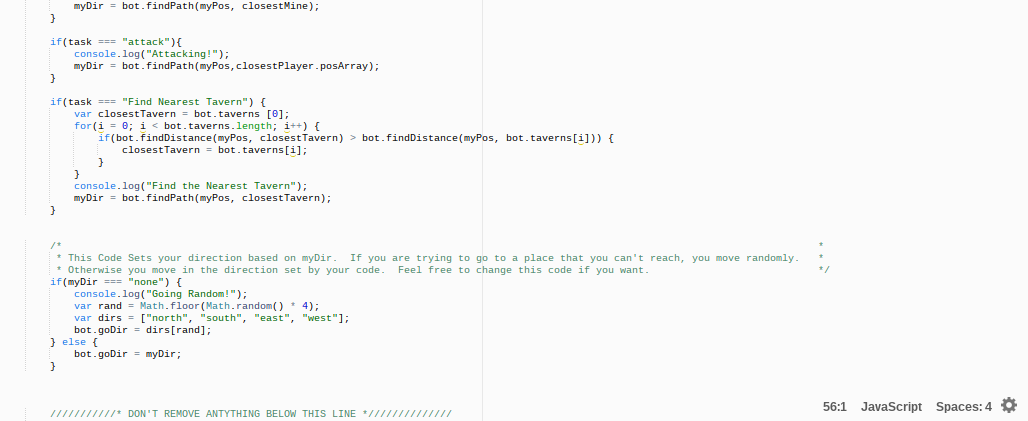 myDir = bot.findPath(myPos, closestMine);
}
if(task === "attack"){
console.log("Attacking!");
myDir = bot.findPath(myPos,closestPlayer.posArray);
}
if(task === "Find Nearest Tavern") {
var closestTavern = bot.taverns [0];
for(i = 0; i < bot.taverns.length; i++) {
if(bot.findDistance(myPos, closestTavern) > bot.findDistance(myPos, bot.taverns[i])) {
closestTavern = bot.taverns[i];
}
}
console.log("Find the Nearest Tavern");
myDir = bot.findPath(myPos, closestTavern);
}
/* *
* This Code Sets your direction based on myDir.  If you are trying to go to a place that you can't reach, you move randomly. *
* Otherwise you move in the direction set by your code.  Feel free to change this code if you want. */
if(myDir === "none") {
console.log("Going Random!");
var rand = Math.floor(Math.random() * 4);
var dirs = ["north", "south", "east", "west"];
bot.goDir = dirs[rand];
} else {
bot.goDir = myDir;
}
///////////* DON'T REMOVE ANTYTHING BELOW THIS LINE *//////////////
56:1 JavaScript Spaces: 4